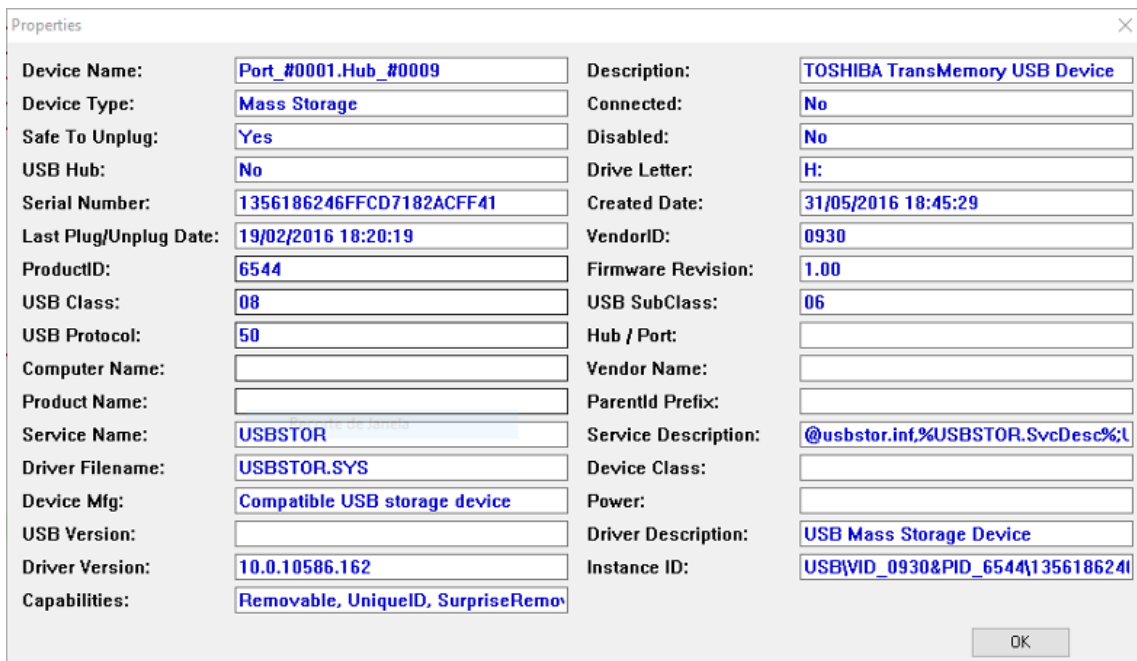 Properties
Device Name: Port_#0001.Hub_#0009 Description: TOSHIBA TransMemory USB Device
Device Type: Mass Storage Connected: No
Safe To Unplug: Yes Disabled: No
USB Hub: No Drive Letter: H:
Serial Number: 1356186246FFCD7182ACFF41 Created Date: 31/05/2016 18:45:29
Last Plug/Unplug Date: 19/02/2016 18:20:19 VendorID: 0930
ProductID: 6544 Firmware Revision: 1.00
USB Class: 08 USB SubClass: 06
USB Protocol: 50 Hub / Port:
Computer Name: Vendor Name:
Product Name: ParentId Prefix:
Recorte de Janela
Service Name: USBSTOR Service Description: @usbstor.inf,%USBSTOR.SvcDesc%;U
Driver Filename: USBSTOR.SYS Device Class:
Device Mfg: Compatible USB storage device Power:
USB Version: Driver Description: USB Mass Storage Device
Driver Version: 10.0.10586.162 Instance ID: USB\VID_0930&PID_6544\135618624
Capabilities: Removable, UniqueID, SurpriseRemov
OK